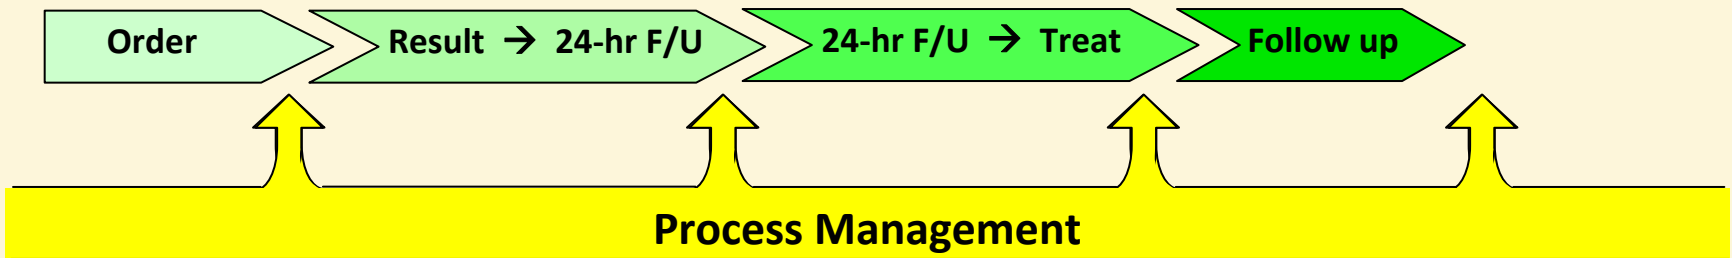 Order
Result → 24-hr F/U
24-hr F/U → Treat
Follow up
Process Management